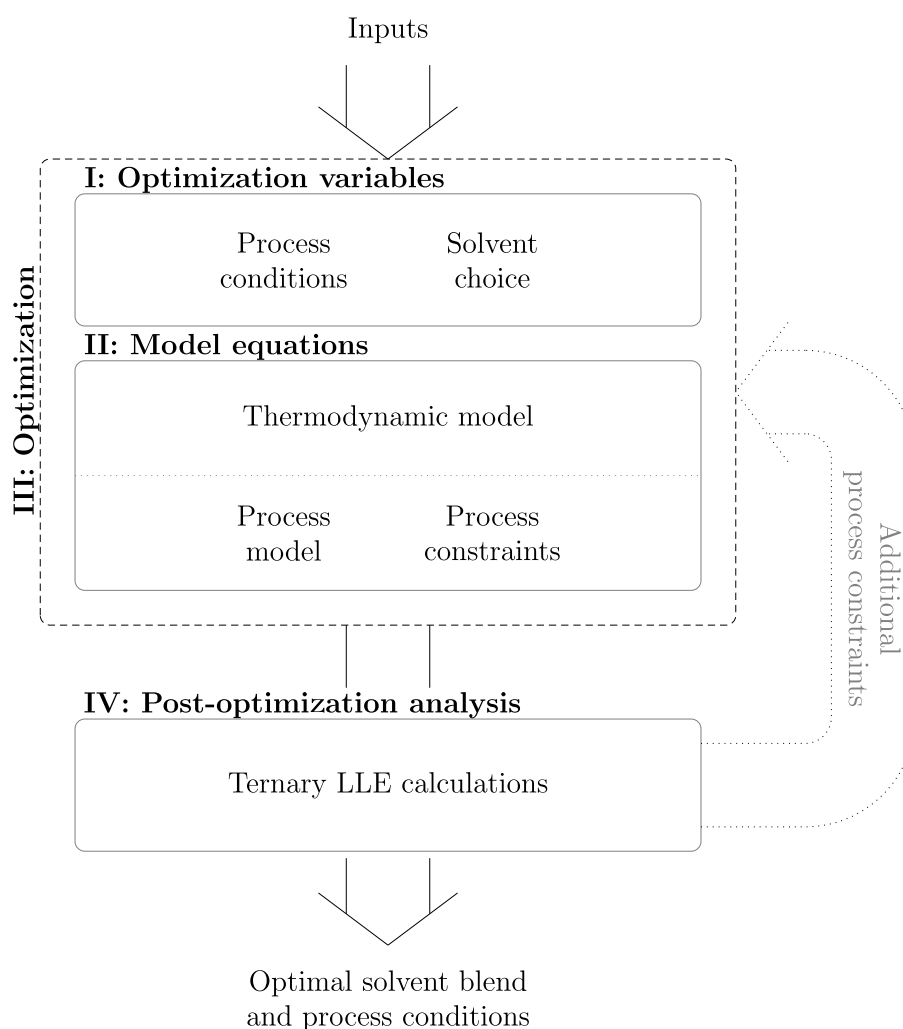 Inputs
I: Optimization variables
Process
conditions
Solvent
choice
II: Model equations
Thermodynamic model
Process
model
Process
constraints
III: Optimization
IV: Post-optimization analysis
Ternary LLE calculations
Additional
process constraints
Optimal solvent blend
and process conditions